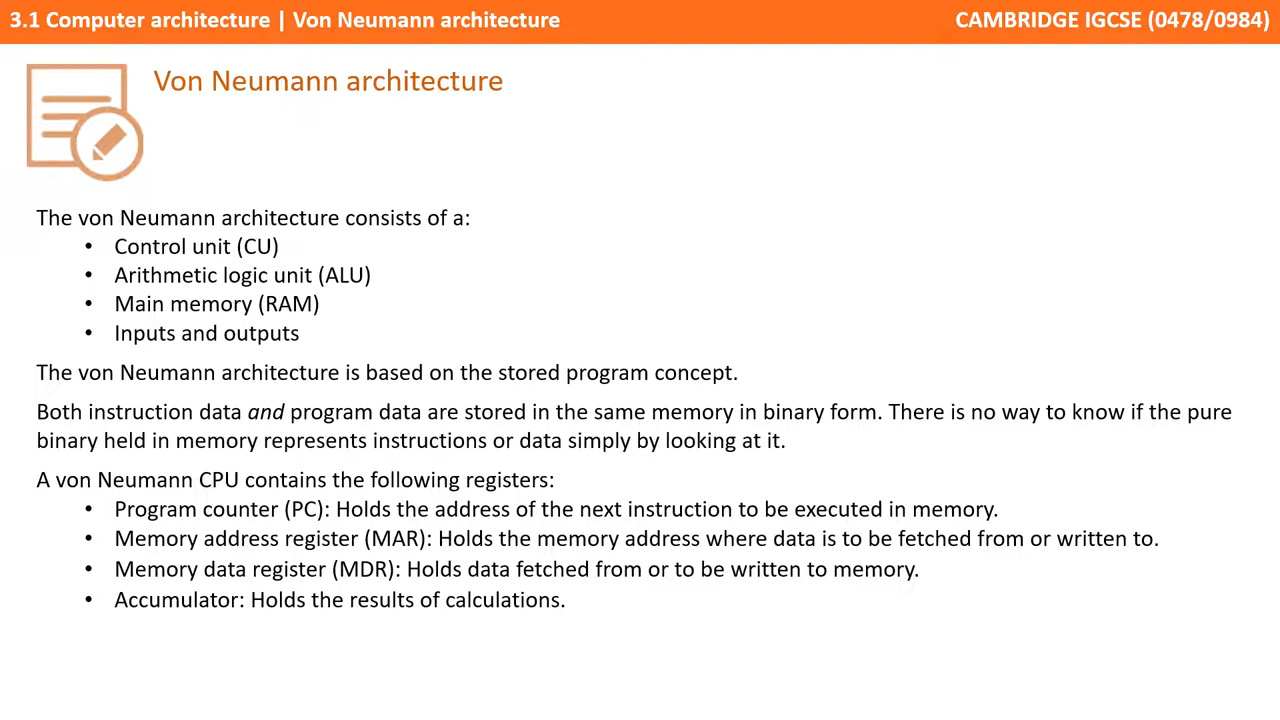 3.1 Computer architecture | Von Neumann architecture
CAMBRIDGE IGCSE (0478/0984)
Von Neumann architecture
The von Neumann architecture consists of a:
• Control unit (CU)
• Arithmetic logic unit (ALU)
• Main memory (RAM)
• Inputs and outputs
The von Neumann architecture is based on the stored program concept.
Both instruction data and program data are stored in the same memory in binary form. There is no way to know if the pure
binary held in memory represents instructions or data simply by looking at it.
A von Neumann CPU contains the following registers:
• Program counter (PC): Holds the address of the next instruction to be executed in memory.
• Memory address register (MAR): Holds the memory address where data is to be fetched from or written to.
• Memory data register (MDR): Holds data fetched from or to be written to memory.
• Accumulator: Holds the results of calculations.